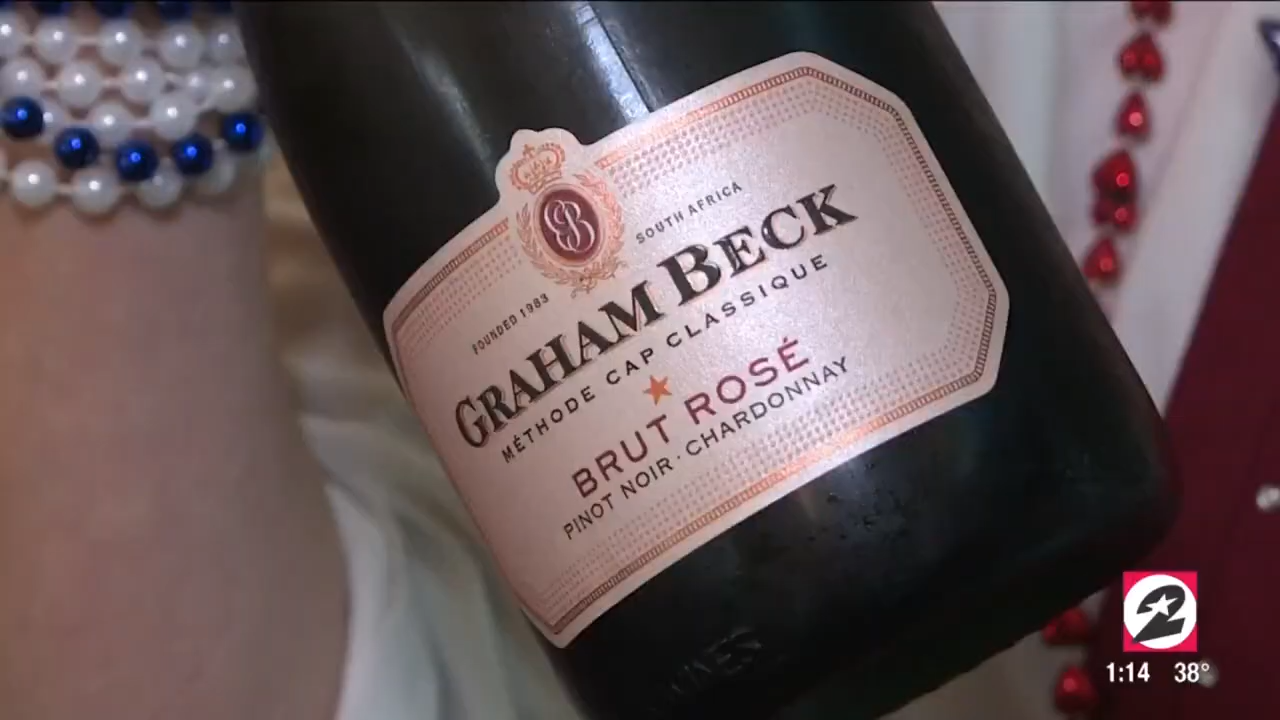 GB
SOUTH AFRICA
FOUNDED 1983
GRAHAM BECK
MÉTHODE CAP CLASSIQUE
BRUT ROSÉ
PINOT NOIR · CHARDONNAY
WINES
2
1:14 38°